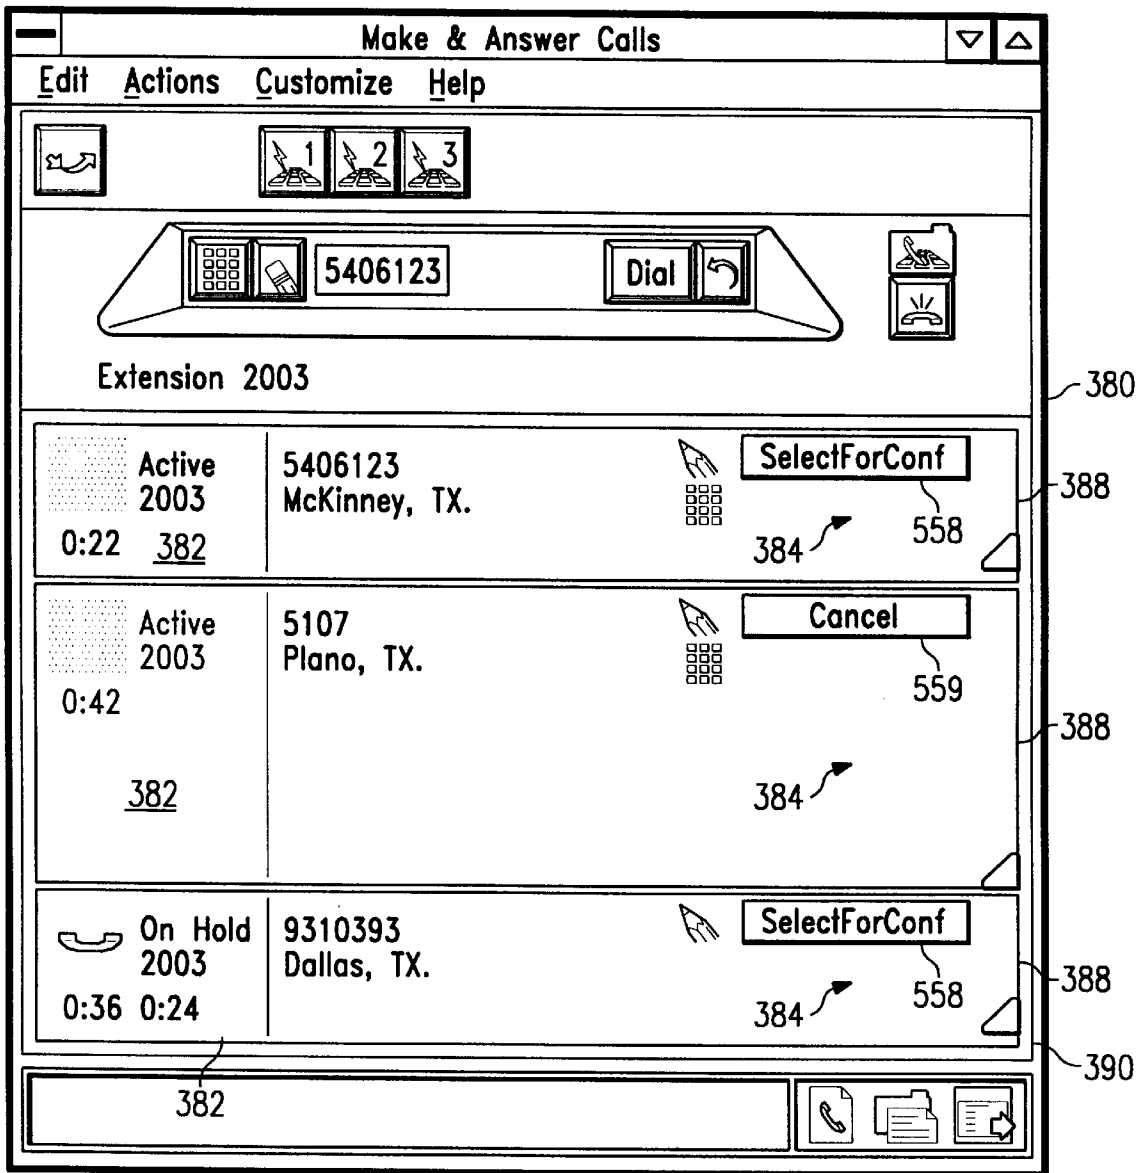 Make & Answer Calls
Edit Actions Customize Help
1 2 3
5406123 Dial
Extension 2003
380
Active 5406123 SelectForConf
2003 McKinney, TX.
388
0:22 382 384 558
Active 5107 Cancel
2003 Plano, TX.
0:42 559
388
382 384
On Hold 9310393 SelectForConf
2003 Dallas, TX.
388
0:36 0:24 384 558
390
382